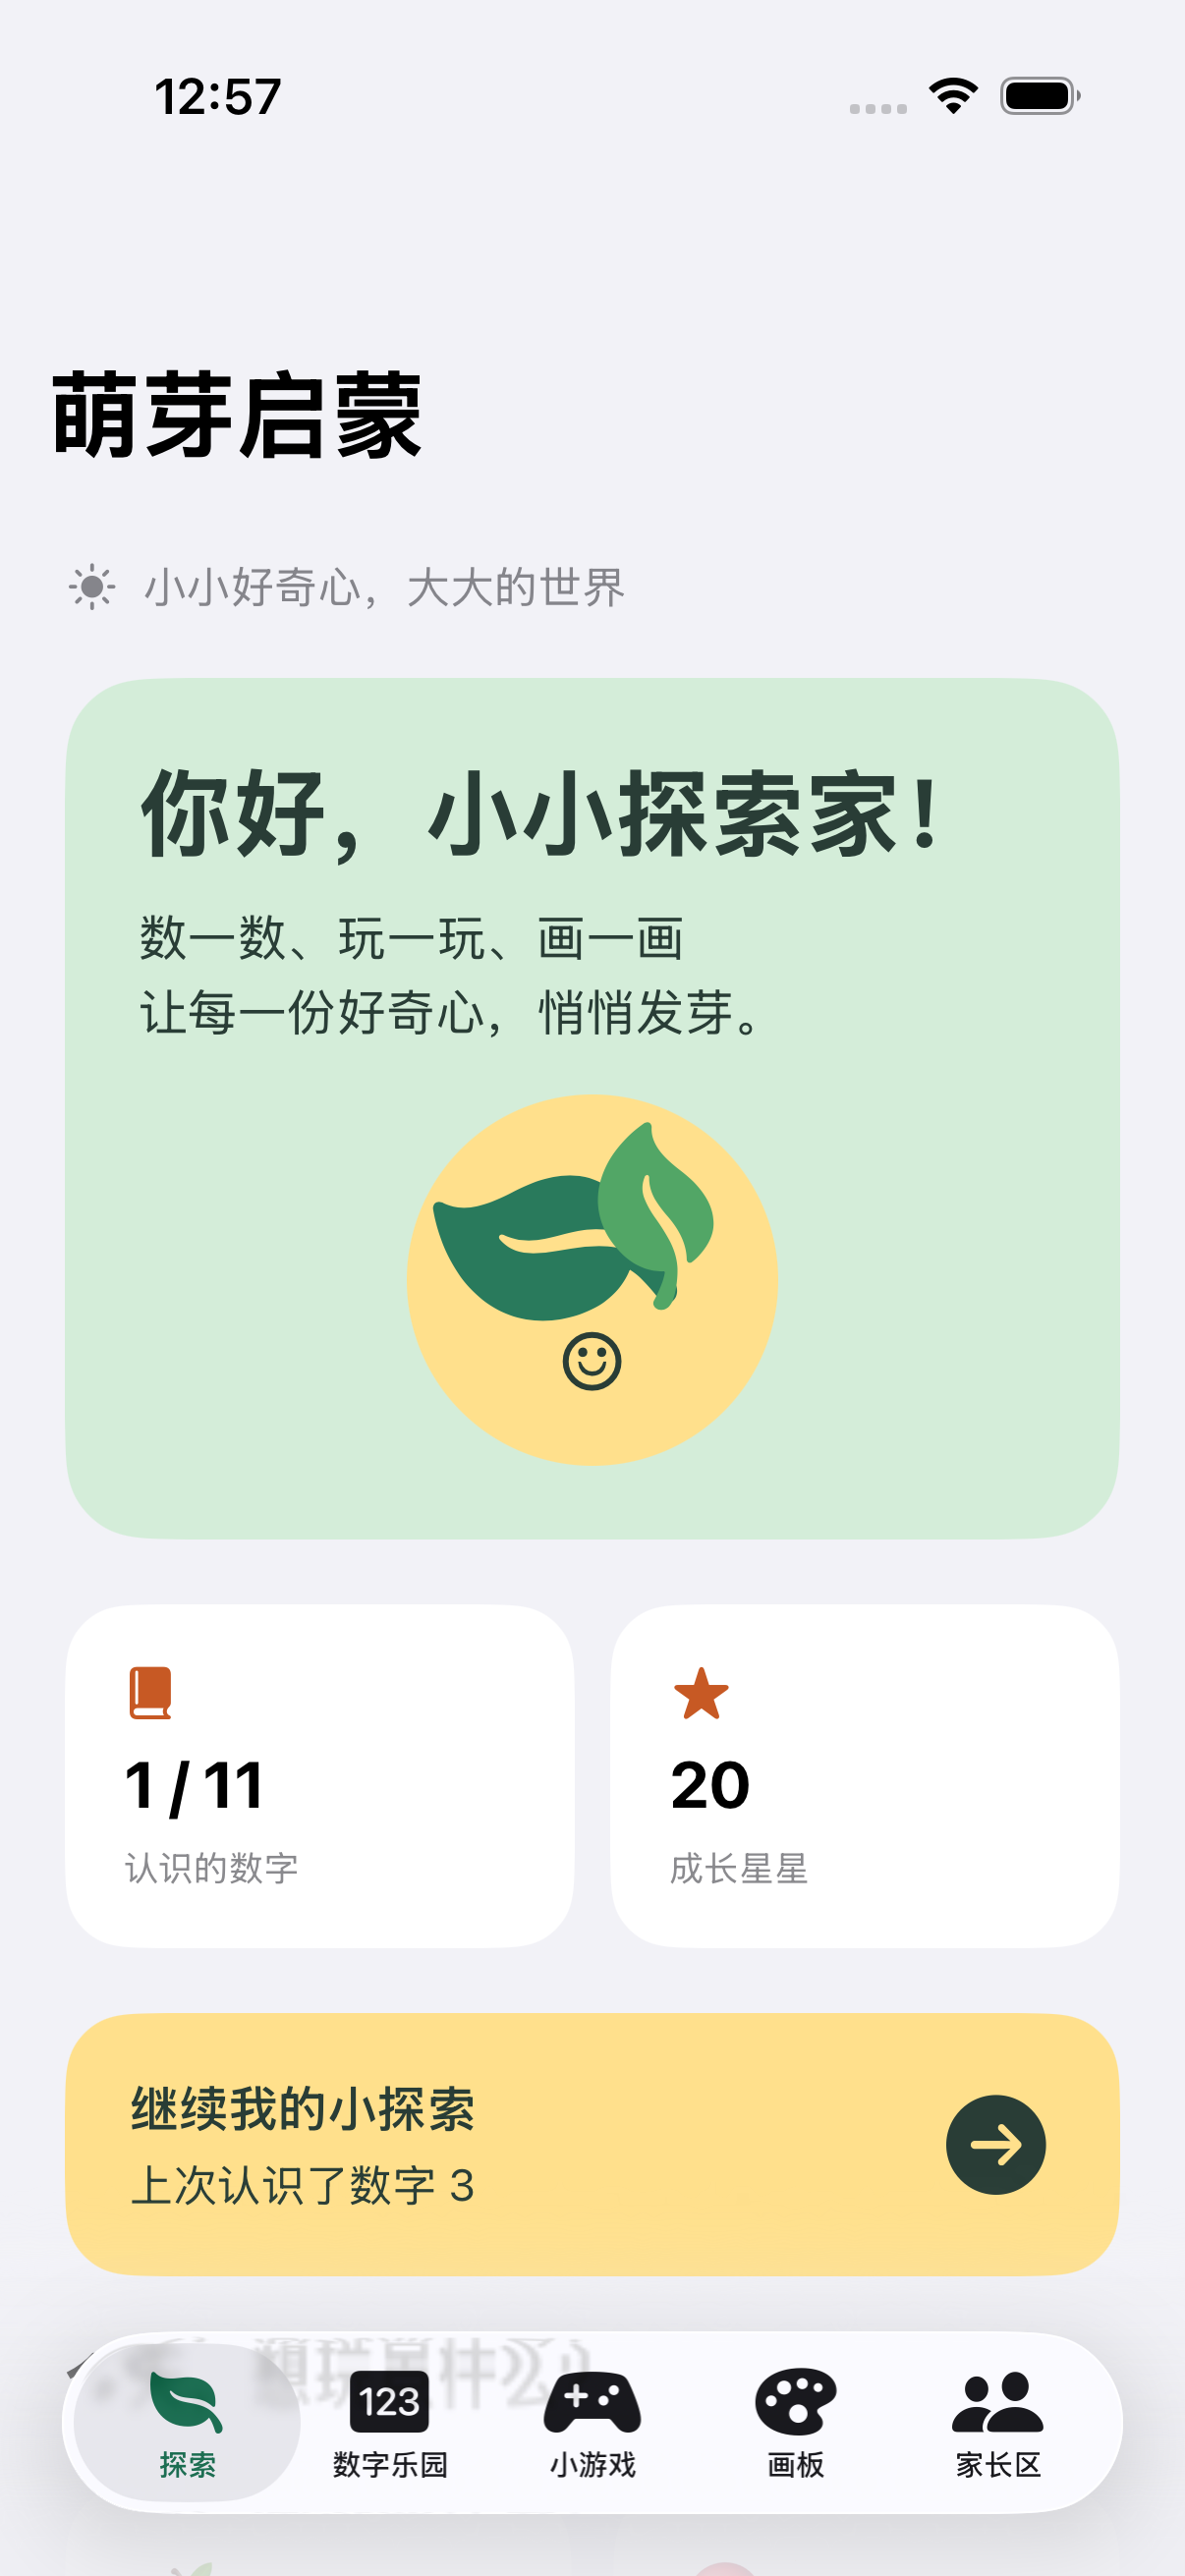 12:57
萌芽启蒙
小小好奇心，大大的世界
你好，小小探索家！
数一数、玩一玩、画一画
让每一份好奇心，悄悄发芽。
1 / 11
认识的数字
20
成长星星
继续我的小探索
上次认识了数字 3
123
探索
数字乐园
小游戏
画板
家长区